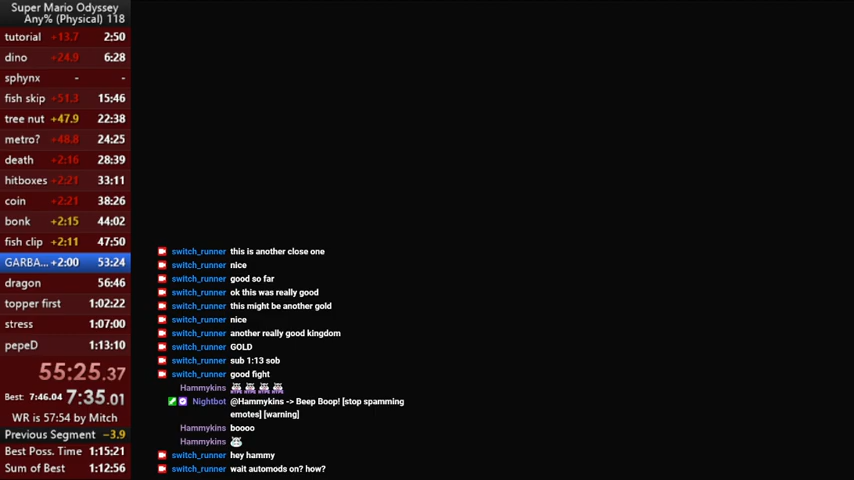 Super Mario Odyssey
Any% (Physical) 118
tutorial +13.7 2:50
dino +24.9 6:28
sphynx - -
fish skip +51.3 15:46
tree nut +47.9 22:38
metro? +48.8 24:25
death +2:16 28:39
hitboxes +2:21 33:11
coin +2:21 38:26
bonk +2:15 44:02
fish clip +2:11 47:50
GARBA... +2:00 53:24
dragon 56:46
topper first 1:02:22
stress 1:07:00
pepeD 1:13:10
55:25.37
Best: 7:46.04 7:35.01
WR is 57:54 by Mitch
Previous Segment -3.9
Best Poss. Time 1:15:21
Sum of Best 1:12:56
switch_runner this is another close one
switch_runner nice
switch_runner good so far
switch_runner ok this was really good
switch_runner this might be another gold
switch_runner nice
switch_runner another really good kingdom
switch_runner GOLD
switch_runner sub 1:13 sob
switch_runner good fight
Hammykins HYPE HYPE HYPE HYPE
Nightbot @Hammykins -> Beep Boop! [stop spamming
emotes] [warning]
Hammykins boooo
Hammykins
switch_runner hey hammy
switch_runner wait automods on? how?